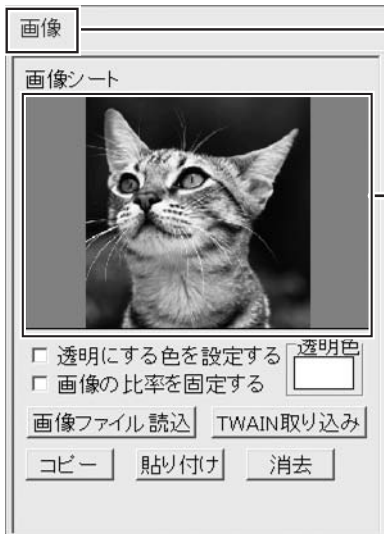 画像
画像シート
透明にする色を設定する 透明色
画像の比率を固定する
画像ファイル読込 TWAIN取り込み
コピー 貼り付け 消去